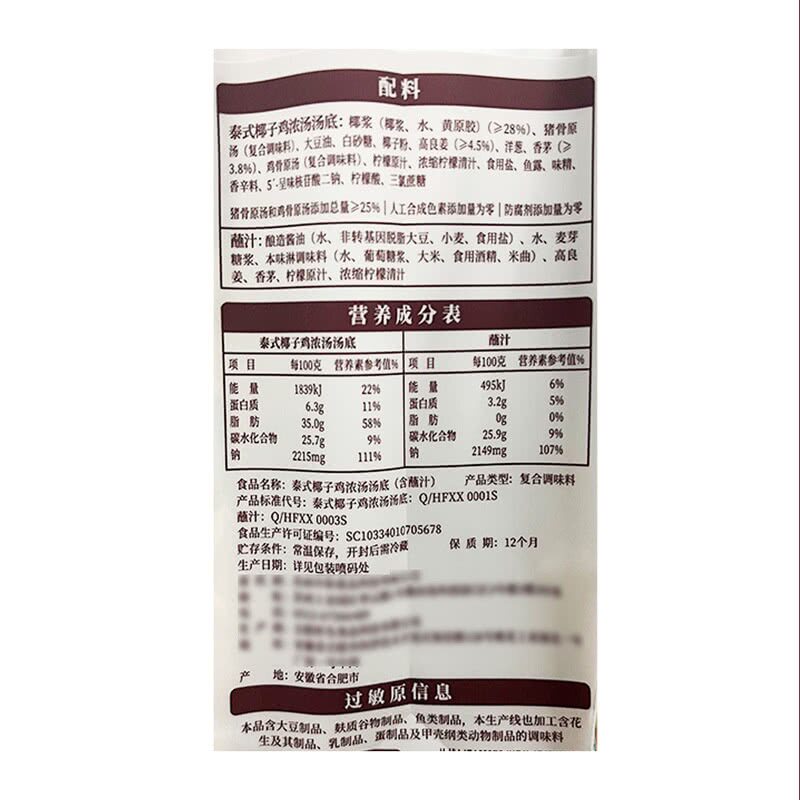 配料
泰式椰子鸡浓汤汤底：椰浆（椰浆、水、黄原胶）（≥28%）、猪骨原
汤（复合调味料）、大豆油、白砂糖、椰子粉、高良姜（≥4.5%）、洋葱、香茅（≥
3.8%）、鸡骨原汤（复合调味料）、柠檬原汁、浓缩柠檬清汁、食用盐、鱼露、味精、
香辛料、5′-呈味核苷酸二钠、柠檬酸、三氯蔗糖
猪骨原汤和鸡骨原汤添加总量≥25% | 人工合成色素添加量为零 | 防腐剂添加量为零
蘸汁：酿造酱油（水、非转基因脱脂大豆、小麦、食用盐）、水、麦芽
糖浆、本味淋调味料（水、葡萄糖浆、大米、食用酒精、米曲）、高良
姜、香茅、柠檬原汁、浓缩柠檬清汁
营养成分表
泰式椰子鸡浓汤汤底 蘸汁
项 目 每100克 营养素参考值% 项 目 每100克 营养素参考值%
能 量 1839kJ 22% 能 量 495kJ 6%
蛋白质 6.3g 11% 蛋白质 3.2g 5%
脂 肪 35.0g 58% 脂 肪 0g 0%
碳水化合物 25.7g 9% 碳水化合物 25.9g 9%
钠 2215mg 111% 钠 2149mg 107%
食品名称：泰式椰子鸡浓汤汤底（含蘸汁） 产品类型：复合调味料
产品标准代号：泰式椰子鸡浓汤汤底：Q/HFXX 0001S
蘸汁：Q/HFXX 0003S
食品生产许可证编号：SC10334010705678
贮存条件：常温保存，开封后需冷藏 保 质 期：12个月
生产日期：详见包装喷码处
产 地：安徽省合肥市
过敏原信息
本品含大豆制品、麸质谷物制品、鱼类制品，本生产线也加工含花
生及其制品、乳制品、蛋制品及甲壳纲类动物制品的调味料